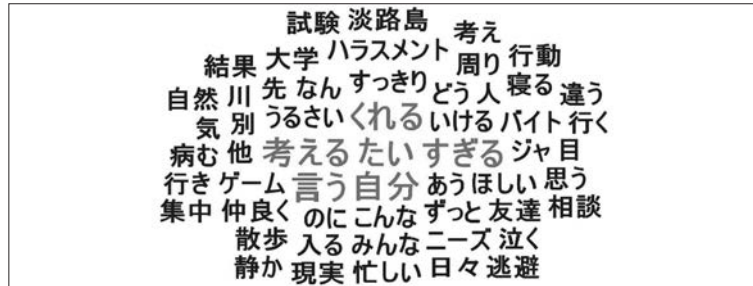 試験 淡路島 考え
結果 大学 ハラスメント 周り 行動
自然 川 先 なん すっきり どう 人 寝る 違う
気 別 うるさい くれる いける バイト 行く
病む 他 考える たい すぎる ジャ 目
行き ゲーム 言う 自分 あう ほしい 思う
集中 仲良く のに こんな ずっと 友達 相談
散歩 入る みんな ニーズ 泣く
静か 現実 忙しい 日々 逃避